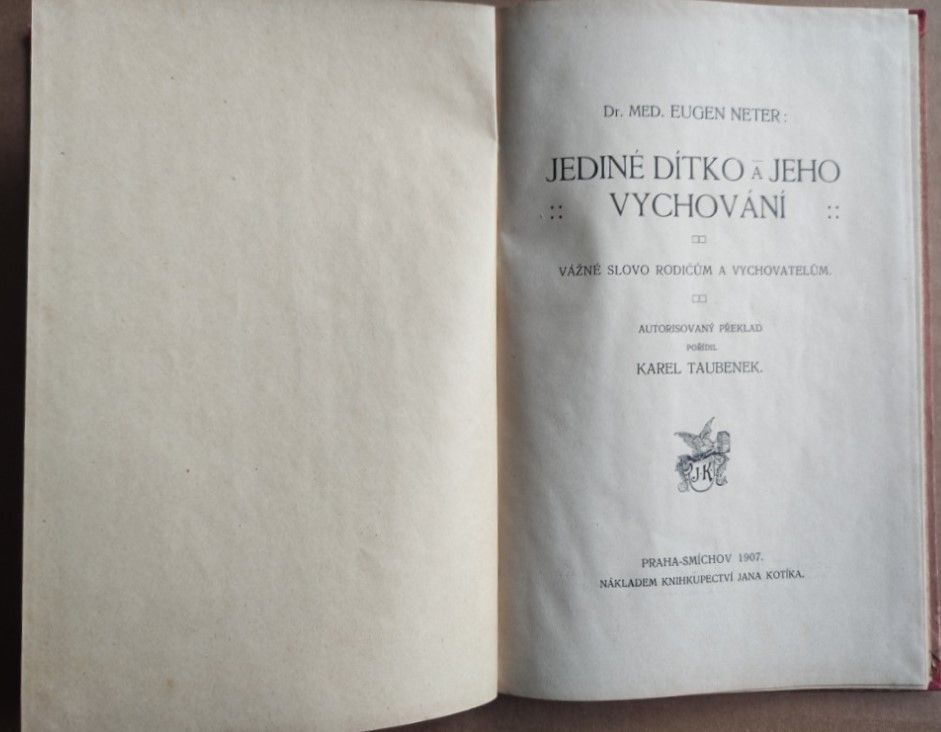 Dr. MED. EUGEN NETER:
JEDINÉ DÍTKO A JEHO
:: VYCHOVÁNÍ ::
VÁŽNÉ SLOVO RODIČŮM A VYCHOVATELŮM.
AUTORISOVANÝ PŘEKLAD
POŘÍDIL
KAREL TAUBENEK.
J·K
PRAHA-SMÍCHOV 1907.
NÁKLADEM KNIHKUPECTVÍ JANA KOTÍKA.